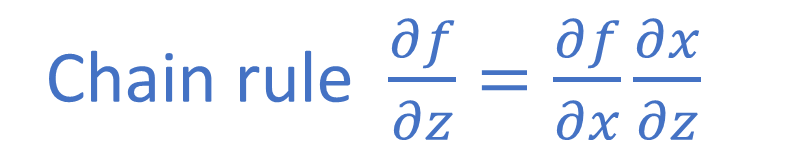 Chain rule ∂f/∂z = ∂f/∂x ∂x/∂z